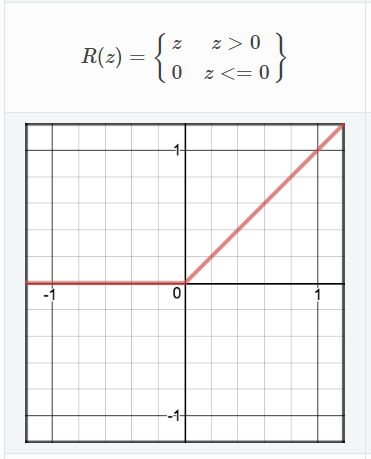 R(z) = { z z > 0
0 z <= 0 }
1
-1 0 1
-1